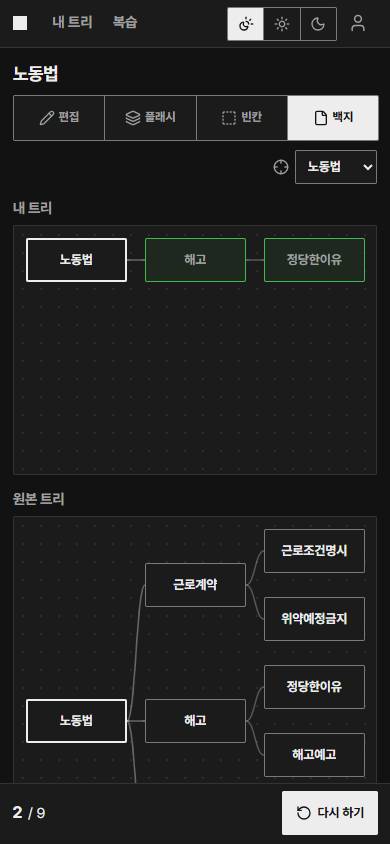 내 트리 복습
노동법
편집 플래시 빈칸 백지
노동법
내 트리
노동법 해고 정당한이유
원본 트리
근로조건명시
근로계약
위약예정금지
정당한이유
노동법 해고
해고예고
2 / 9 다시 하기